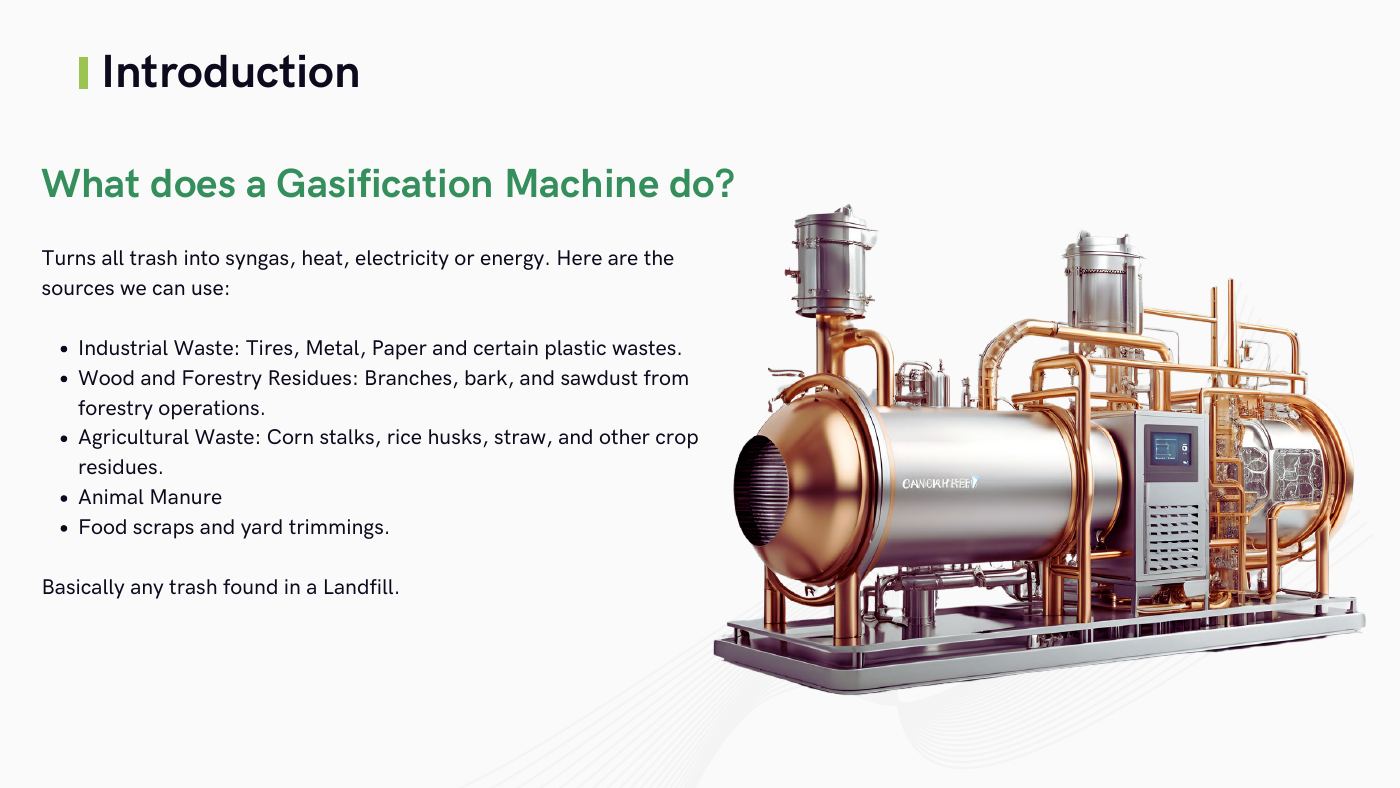 Introduction
What does a Gasification Machine do?
Turns all trash into syngas, heat, electricity or energy. Here are the
sources we can use:
• Industrial Waste: Tires, Metal, Paper and certain plastic wastes.
• Wood and Forestry Residues: Branches, bark, and sawdust from
forestry operations.
• Agricultural Waste: Corn stalks, rice husks, straw, and other crop
residues.
• Animal Manure
• Food scraps and yard trimmings.
Basically any trash found in a Landfill.